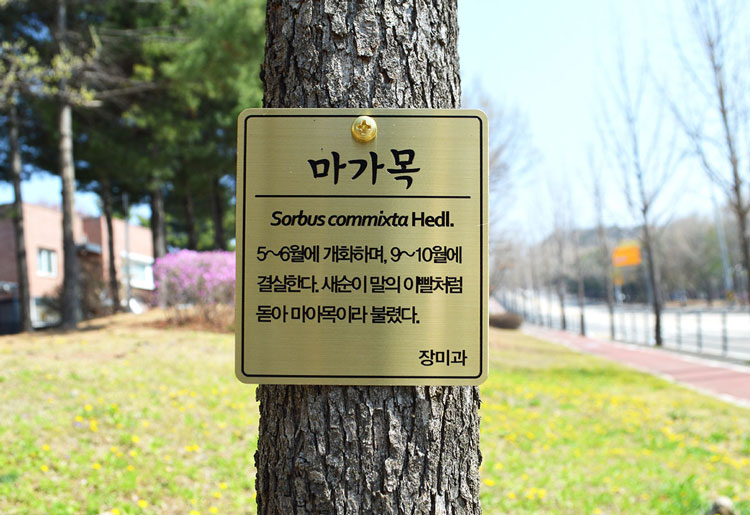 마가목
Sorbus commixta Hedl.
5~6월에 개화하며, 9~10월에
결실한다. 새순이 말의 이빨처럼
돋아 마아목이라 불렸다.
장미과